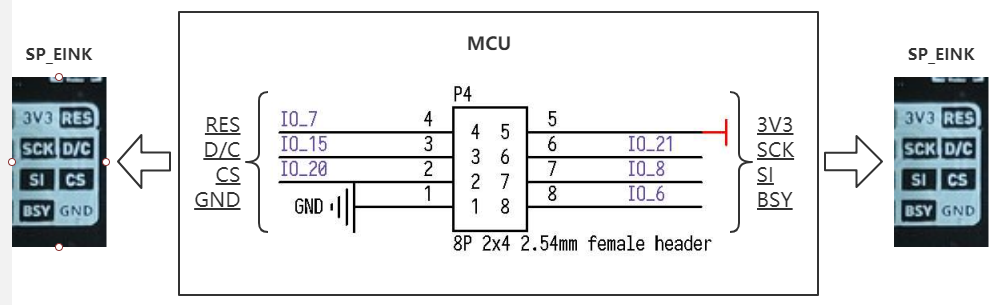 MCU
SP_EINK
3V3 RES
SCK D/C
SI CS
BSY GND
RES
D/C
CS
GND
IO_7
IO_15
IO_20
GND
4
3
2
1
P4
4 5
3 6
2 7
1 8
5
6
7
8
IO_21
IO_8
IO_6
8P 2x4 2.54mm female header
3V3
SCK
SI
BSY
SP_EINK
3V3 RES
SCK D/C
SI CS
BSY GND